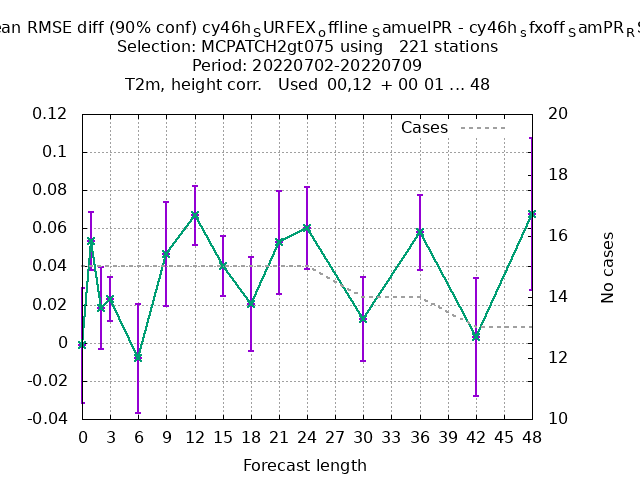 ean RMSE diff (90% conf) cy46h_SURFEX_offline_SamuelPR - cy46h_sfxoff_SamPR_R
Selection: MCPATCH2gt075 using   221 stations
Period: 20220702-20220709
T2m, height corr.   Used  00,12  + 00 01 ... 48
Cases
0.12
0.1
0.08
0.06
0.04
0.02
0
-0.02
-0.04
20
18
16
14
12
10
No cases
0 3 6 9 12 15 18 21 24 27 30 33 36 39 42 45 48
Forecast length